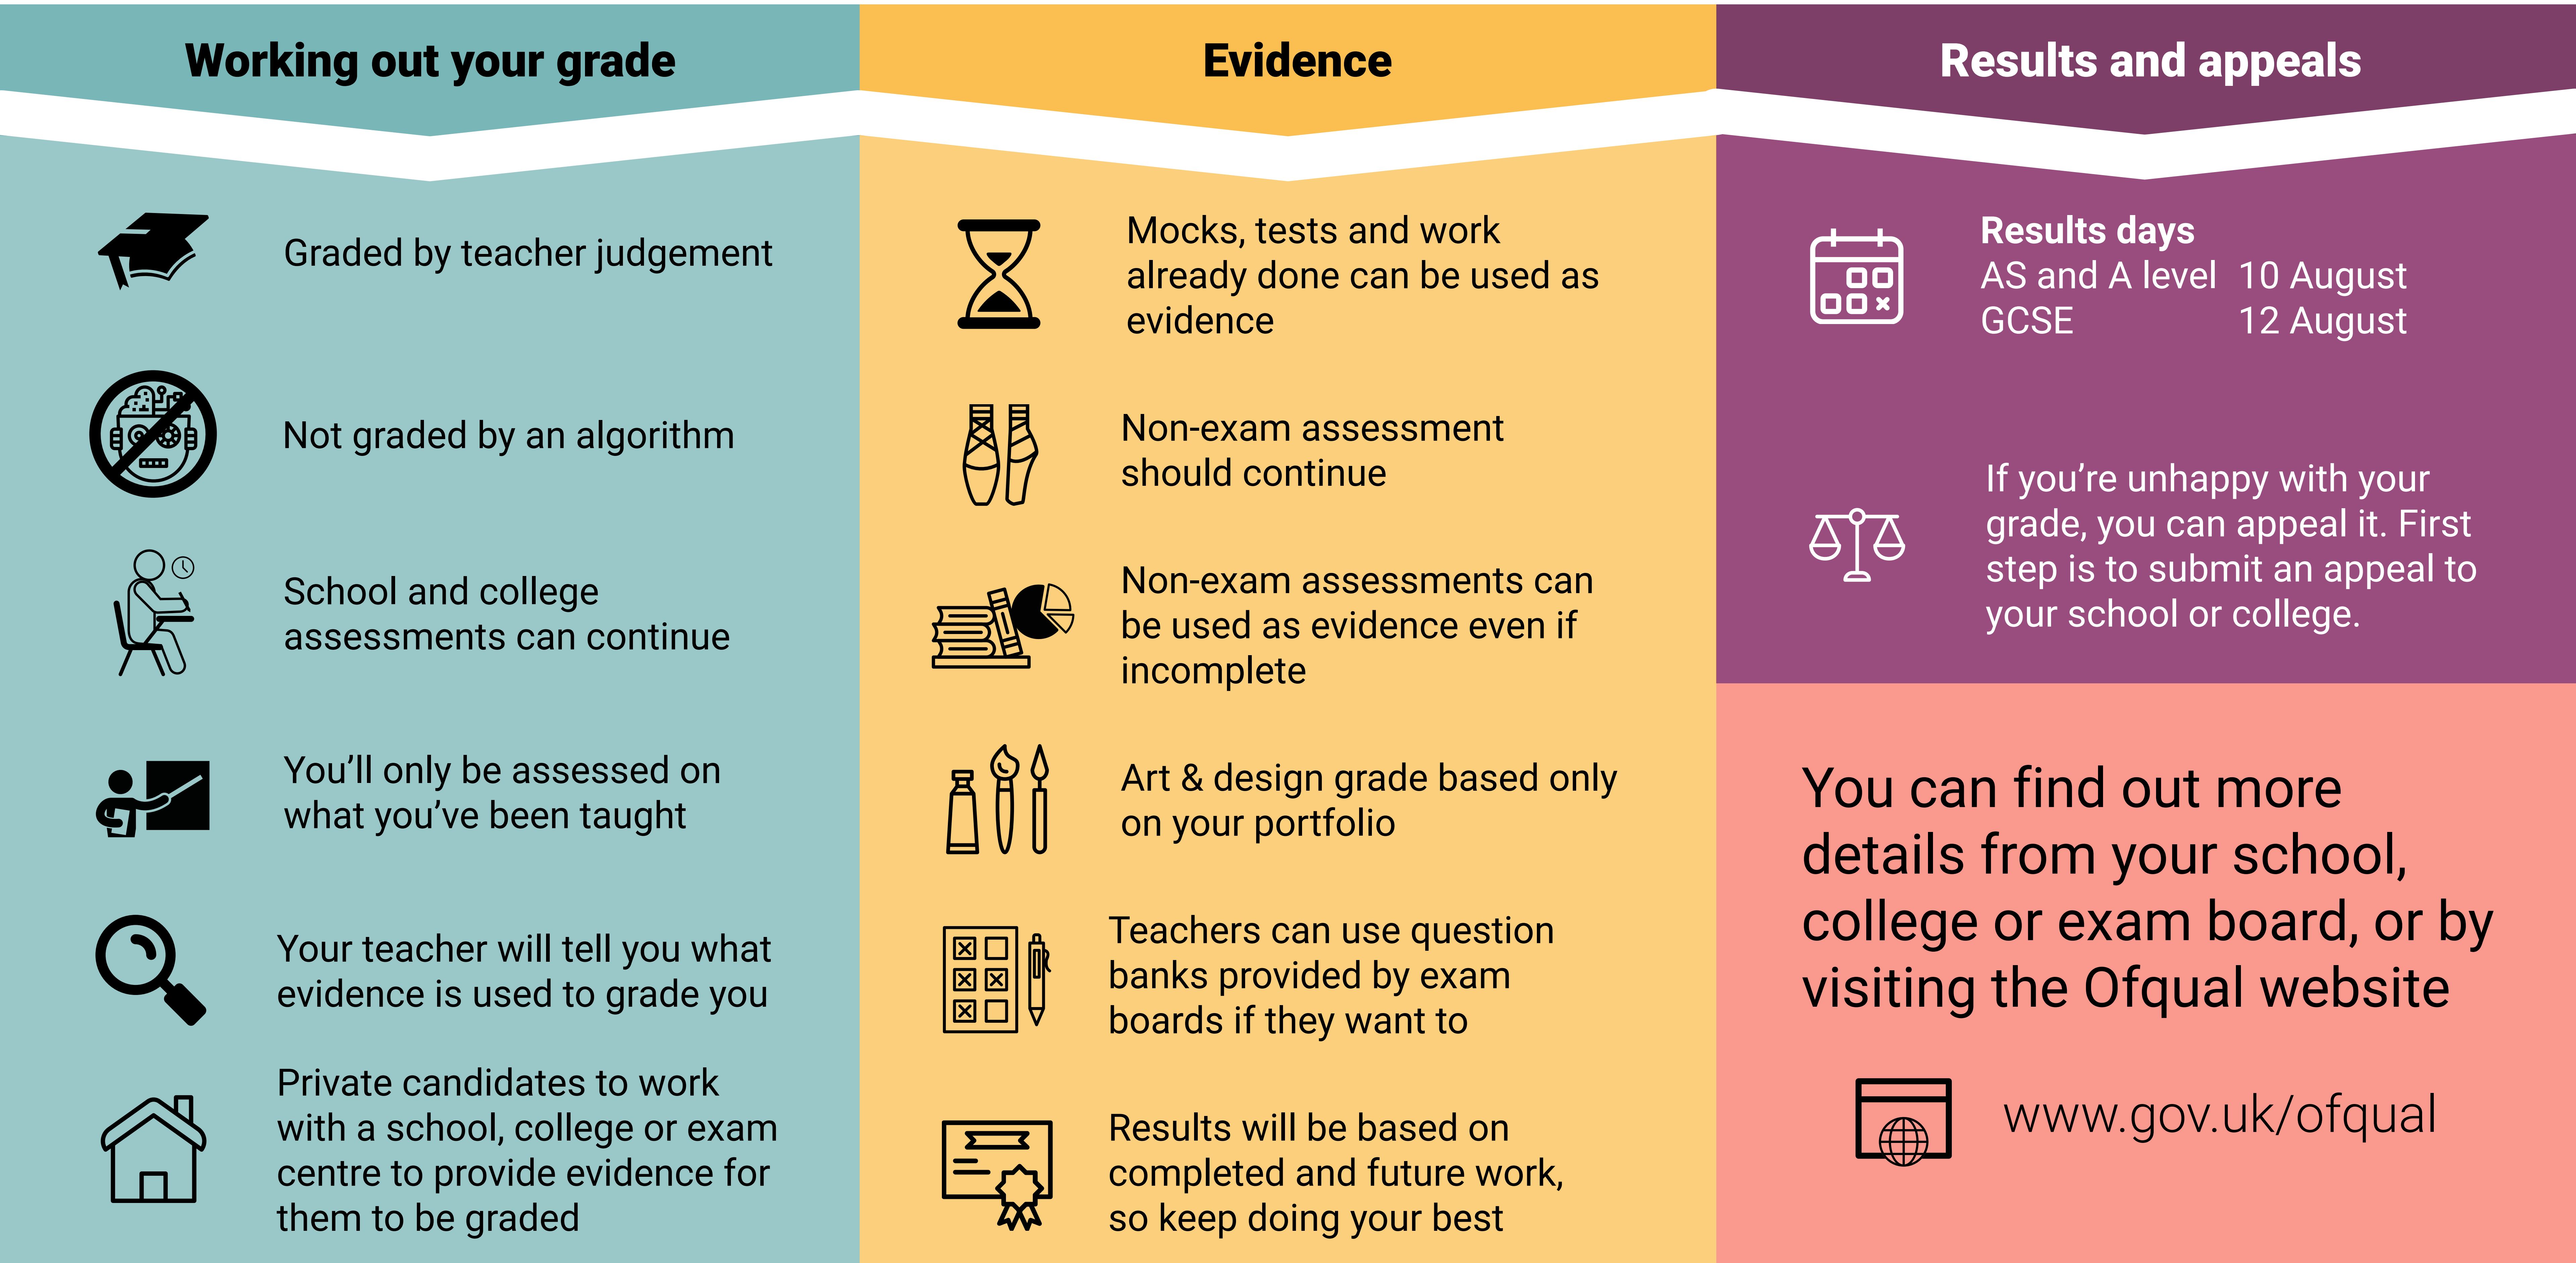 Working out your grade
Graded by teacher judgement
Not graded by an algorithm
School and college
assessments can continue
You'll only be assessed on
what you've been taught
Your teacher will tell you what
evidence is used to grade you
Private candidates to work
with a school, college or exam
centre to provide evidence for
them to be graded
Evidence
Mocks, tests and work
already done can be used as
evidence
Non-exam assessment
should continue
Non-exam assessments can
be used as evidence even if
incomplete
Art & design grade based only
on your portfolio
Teachers can use question
banks provided by exam
boards if they want to
Results will be based on
completed and future work,
so keep doing your best
Results and appeals
Results days
AS and A level 10 August
GCSE 12 August
If you’re unhappy with your
grade, you can appeal it. First
step is to submit an appeal to
your school or college.
You can find out more
details from your school,
college or exam board, or by
visiting the Ofqual website
www.gov.uk/ofqual